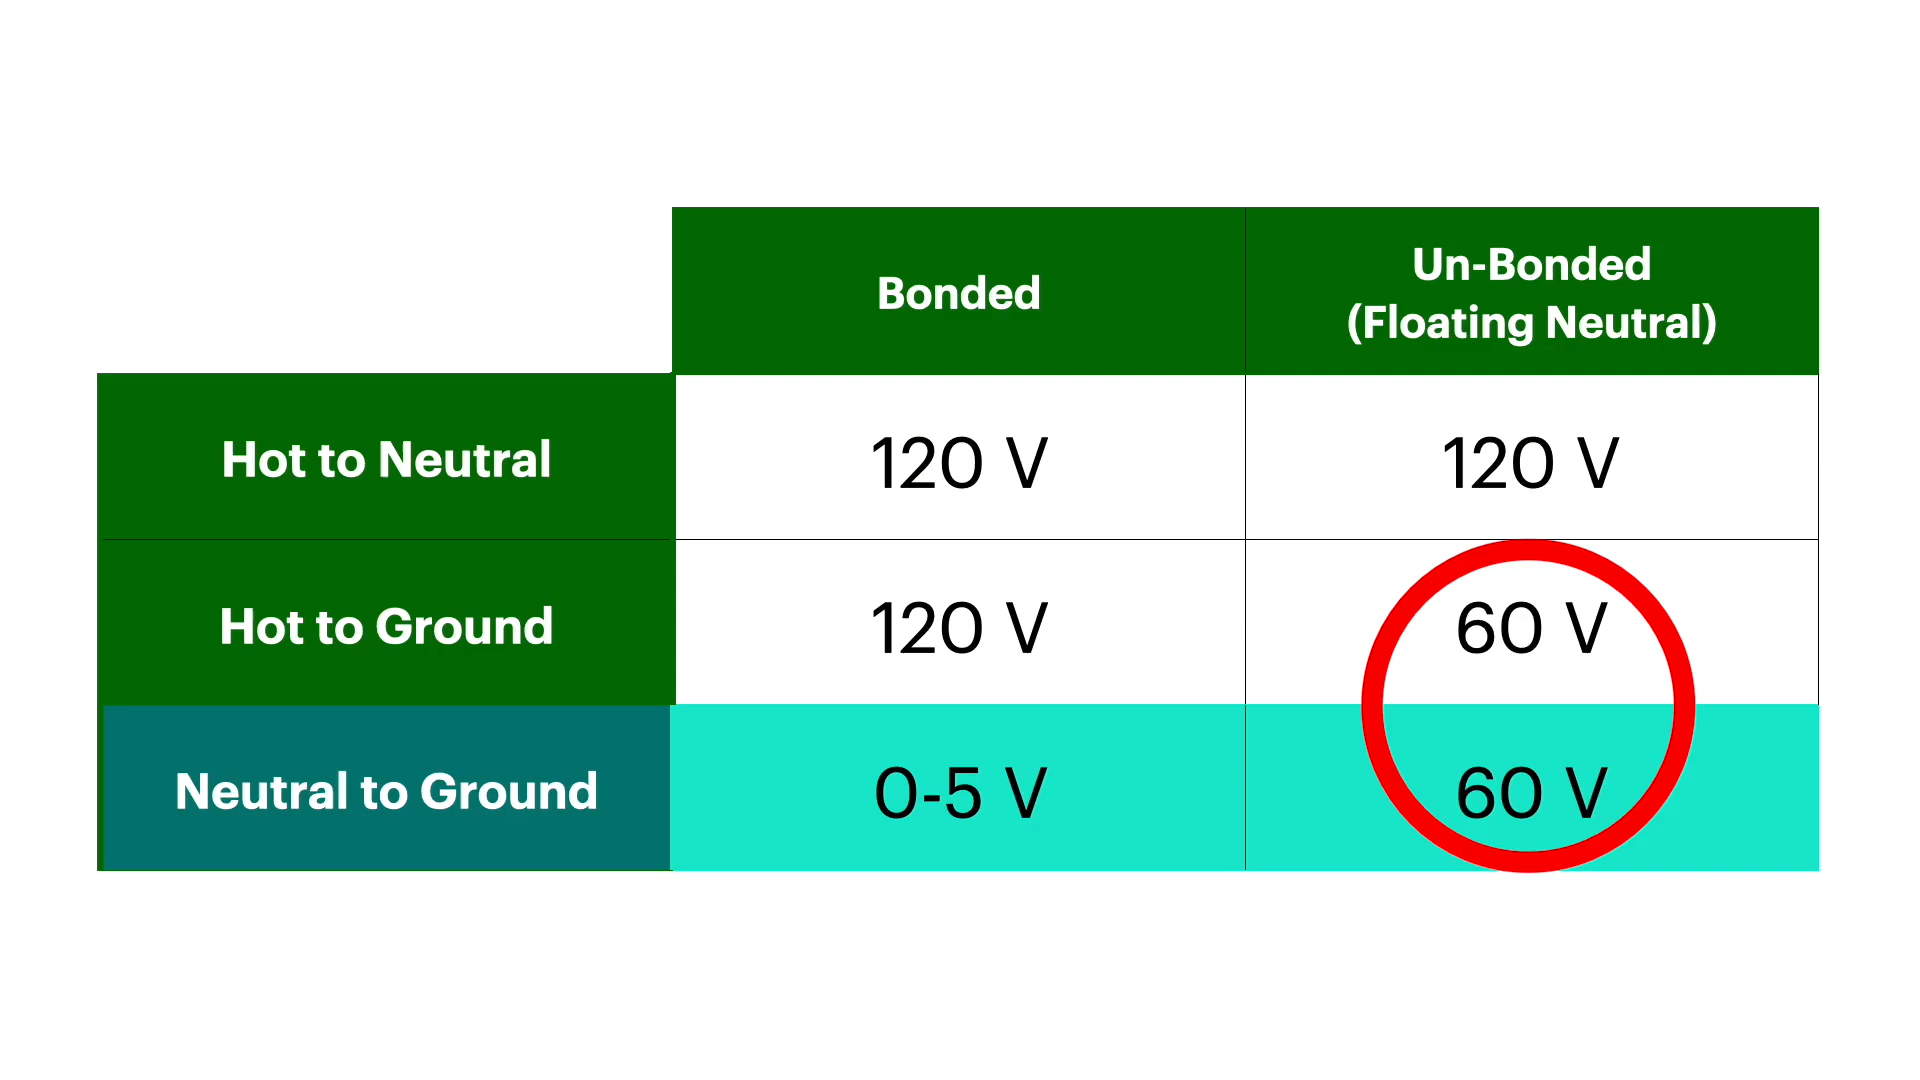 Bonded
Un-Bonded
(Floating Neutral)
Hot to Neutral
120 V
120 V
Hot to Ground
120 V
60 V
Neutral to Ground
0-5 V
60 V